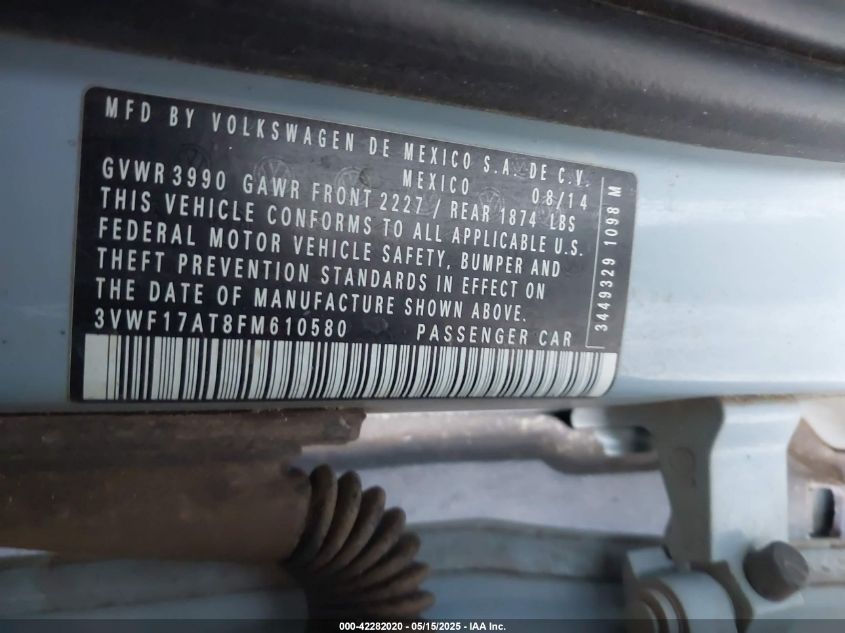 MFD BY VOLKSWAGEN DE MEXICO S.A. DE C.V.
MEXICO 08/14
GVWR 3990 GAWR FRONT 2227 / REAR 1874 LBS
THIS VEHICLE CONFORMS TO ALL APPLICABLE U.S.
FEDERAL MOTOR VEHICLE SAFETY, BUMPER AND
THEFT PREVENTION STANDARDS IN EFFECT ON
THE DATE OF MANUFACTURE SHOWN ABOVE.
3VWF17AT8FM610580 PASSENGER CAR
3449329 1098 M
000-42282020 - 05/15/2025 - IAA Inc.